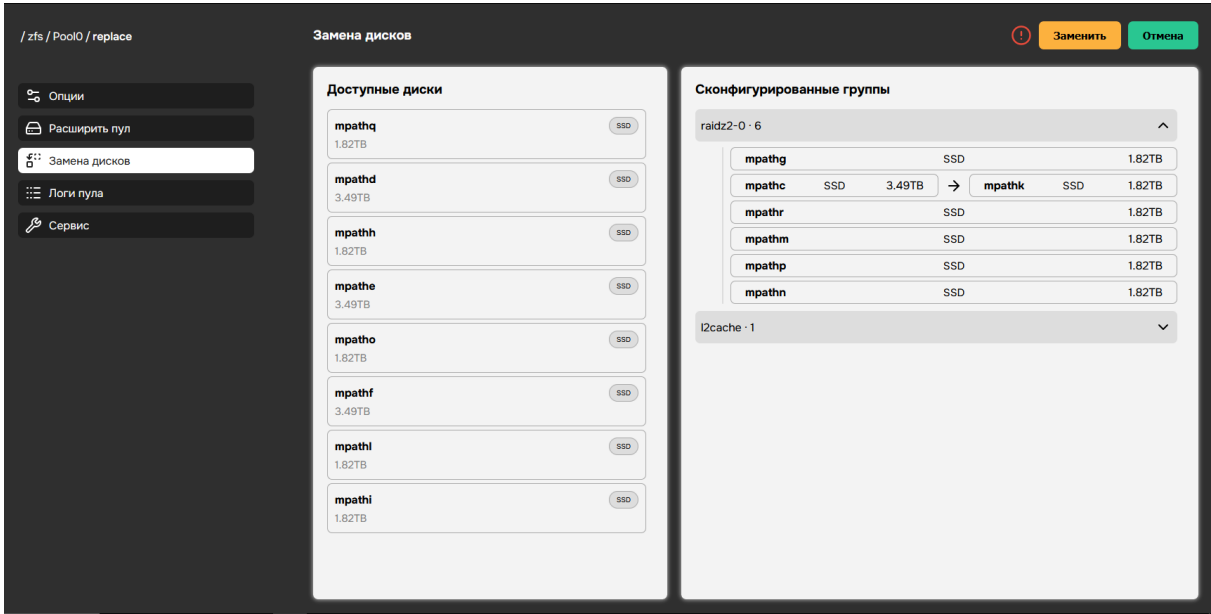 / zfs / Pool0 / replace
Замена дисков
!
Заменить
Отмена
Опции
Расширить пул
Замена дисков
Логи пула
Сервис
Доступные диски
mpathq SSD
1.82TB
mpathd SSD
3.49TB
mpathh SSD
1.82TB
mpathe SSD
3.49TB
mpatho SSD
1.82TB
mpathf SSD
3.49TB
mpathl SSD
1.82TB
mpathi SSD
1.82TB
Сконфигурированные группы
raidz2-0 · 6
mpathg SSD 1.82TB
mpathc SSD 3.49TB → mpathk SSD 1.82TB
mpathr SSD 1.82TB
mpathm SSD 1.82TB
mpathp SSD 1.82TB
mpathn SSD 1.82TB
l2cache · 1